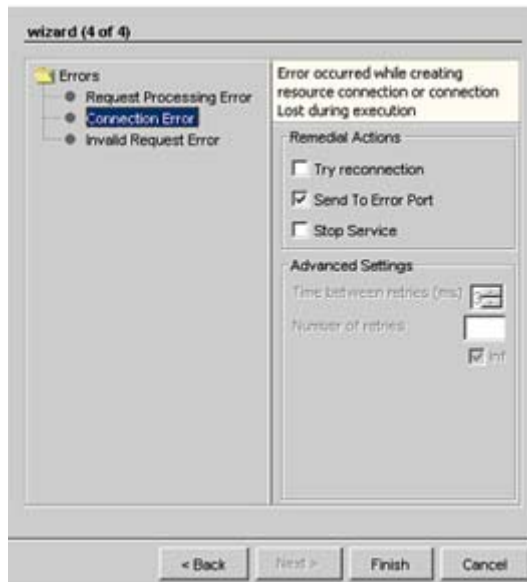 wizard (4 of 4)
Errors
Request Processing Error
Connection Error
Invalid Request Error
Error occurred while creating
resource connection or connection
Lost during execution
Remedial Actions
Try reconnection
Send To Error Port
Stop Service
Advanced Settings
Time between retries (ms)
Number of retries
inf
< Back
Next >
Finish
Cancel